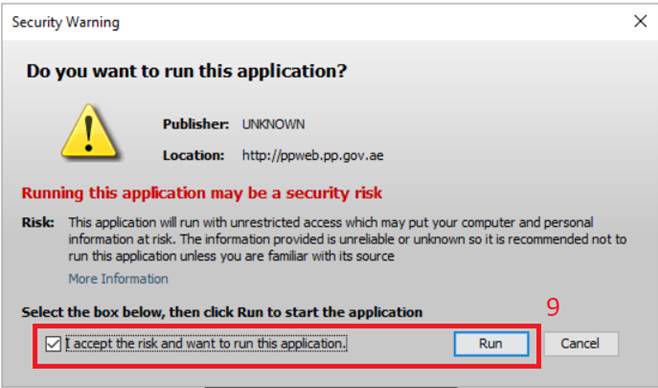 Security Warning
Do you want to run this application?
Publisher: UNKNOWN
Location: http://ppweb.pp.gov.ae
Running this application may be a security risk
Risk: This application will run with unrestricted access which may put your computer and personal
information at risk. The information provided is unreliable or unknown so it is recommended not to
run this application unless you are familiar with its source
More Information
Select the box below, then click Run to start the application
9
I accept the risk and want to run this application. Run Cancel